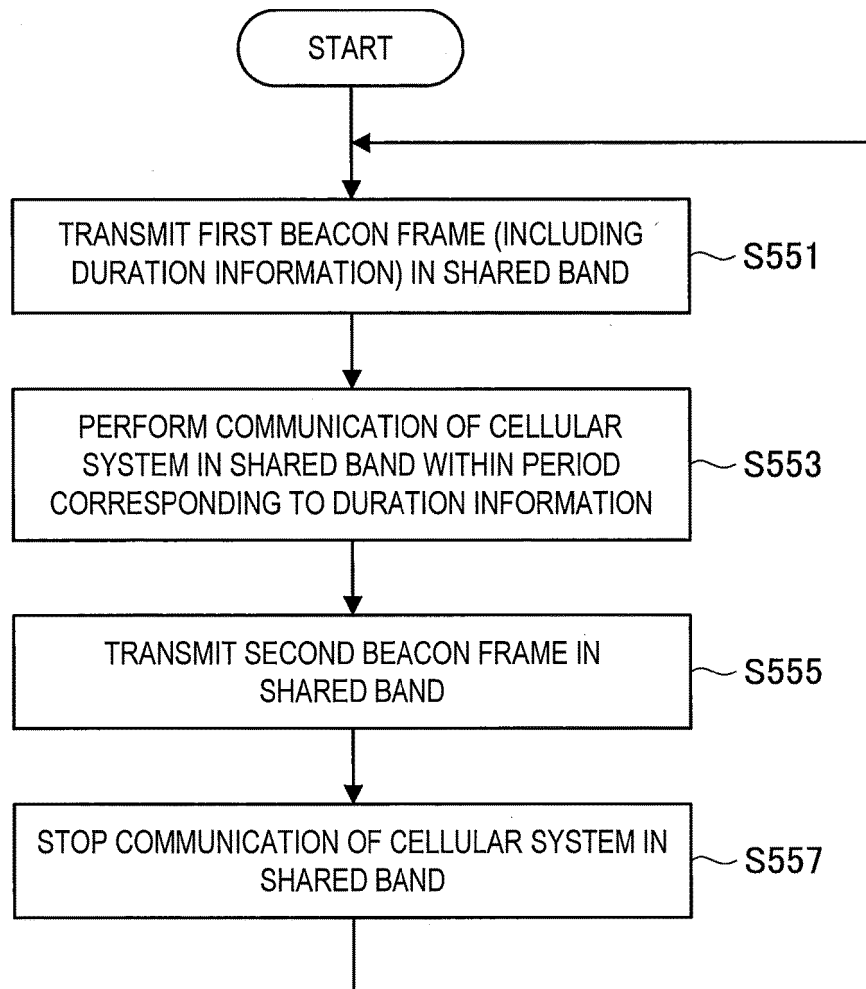 START
TRANSMIT FIRST BEACON FRAME (INCLUDING
DURATION INFORMATION) IN SHARED BAND
S551
PERFORM COMMUNICATION OF CELLULAR
SYSTEM IN SHARED BAND WITHIN PERIOD
CORRESPONDING TO DURATION INFORMATION
S553
TRANSMIT SECOND BEACON FRAME IN
SHARED BAND
S555
STOP COMMUNICATION OF CELLULAR SYSTEM IN
SHARED BAND
S557